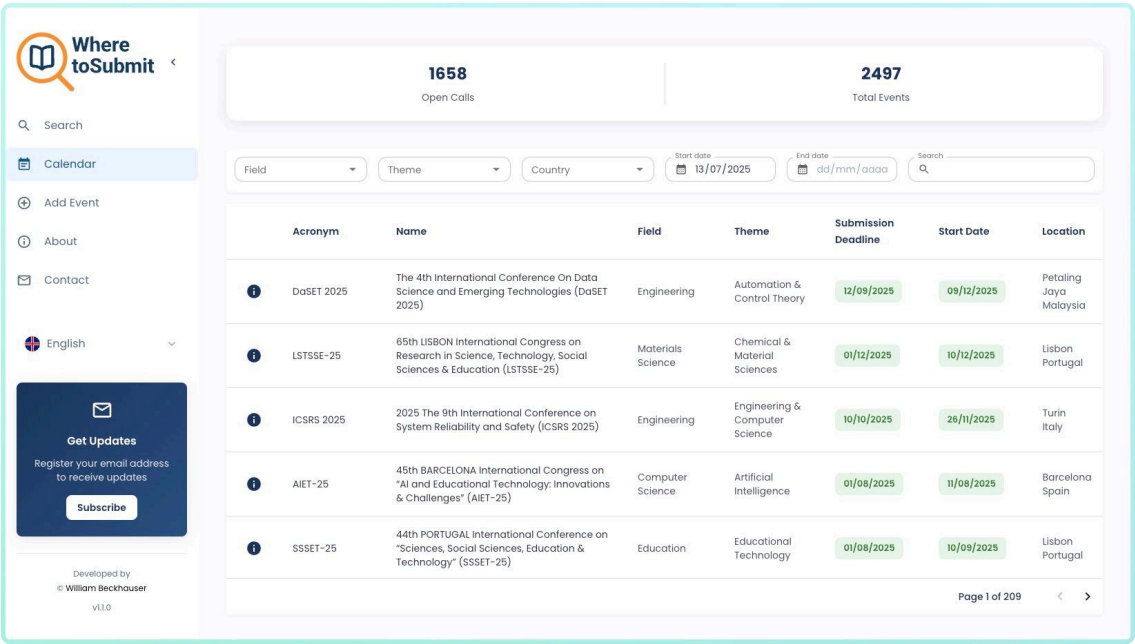 Where
toSubmit
Search
Calendar
Add Event
About
Contact
English
Get Updates
Register your email address
to receive updates
Subscribe
Developed by
© William Beckhauser
v1.1.0
1658
Open Calls
2497
Total Events
Field
Theme
Country
Start date
13/07/2025
End date
dd/mm/aaaa
Search
Acronym
Name
Field
Theme
Submission
Deadline
Start Date
Location
DaSET 2025
The 4th International Conference On Data
Science and Emerging Technologies (DaSET
2025)
Engineering
Automation &
Control Theory
12/09/2025
09/12/2025
Petaling
Jaya
Malaysia
LSTSSE-25
65th LISBON International Congress on
Research in Science, Technology, Social
Sciences & Education (LSTSSE-25)
Materials
Science
Chemical &
Material
Sciences
01/12/2025
10/12/2025
Lisbon
Portugal
ICSRS 2025
2025 The 9th International Conference on
System Reliability and Safety (ICSRS 2025)
Engineering
Engineering &
Computer
Science
10/10/2025
26/11/2025
Turin
Italy
AIET-25
45th BARCELONA International Congress on
“AI and Educational Technology: Innovations
& Challenges” (AIET-25)
Computer
Science
Artificial
Intelligence
01/08/2025
11/08/2025
Barcelona
Spain
SSSET-25
44th PORTUGAL International Conference on
“Sciences, Social Sciences, Education &
Technology” (SSSET-25)
Education
Educational
Technology
01/08/2025
10/09/2025
Lisbon
Portugal
Page 1 of 209